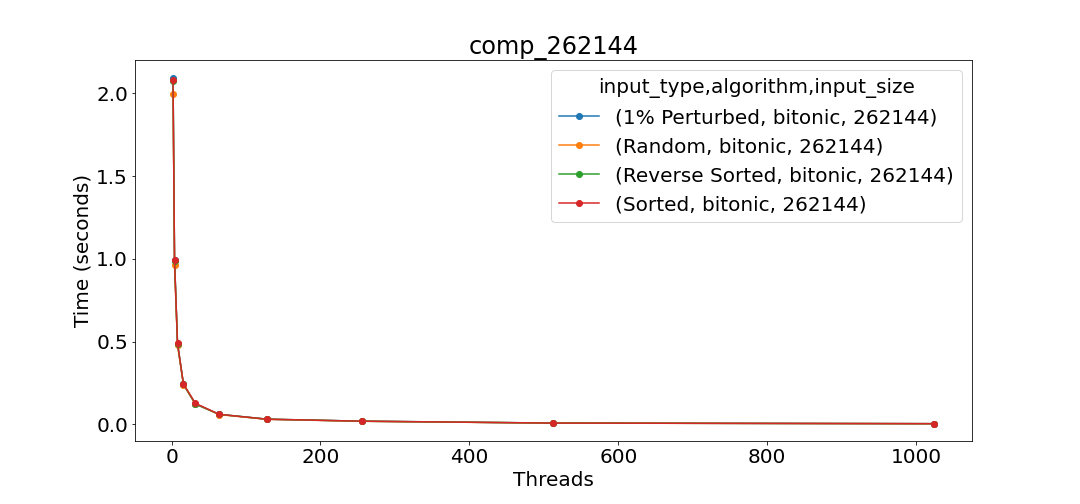 comp_262144
input_type,algorithm,input_size
(1% Perturbed, bitonic, 262144)
(Random, bitonic, 262144)
(Reverse Sorted, bitonic, 262144)
(Sorted, bitonic, 262144)
Time (seconds)
2.0
1.5
1.0
0.5
0.0
0 200 400 600 800 1000
Threads